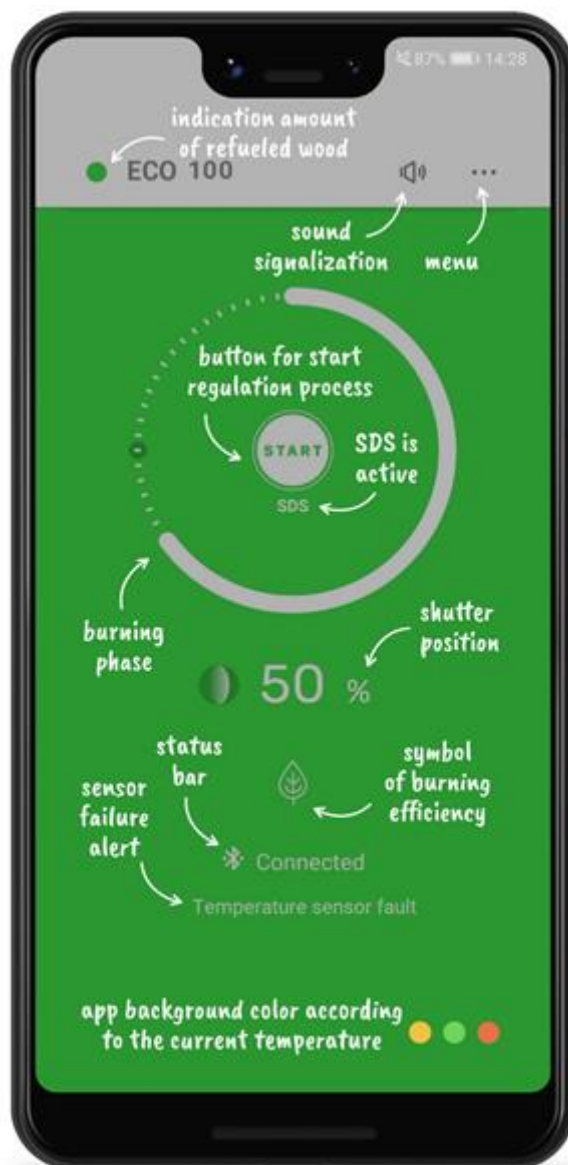 87% 14:28
indication amount
of refueled wood
ECO 100
sound
signalization
menu
button for start
regulation process
START
SDS is
active
SDS
burning
phase
shutter
position
50 %
status
bar
symbol
of burning
efficiency
sensor
failure
alert
Connected
Temperature sensor fault
app background color according
to the current temperature